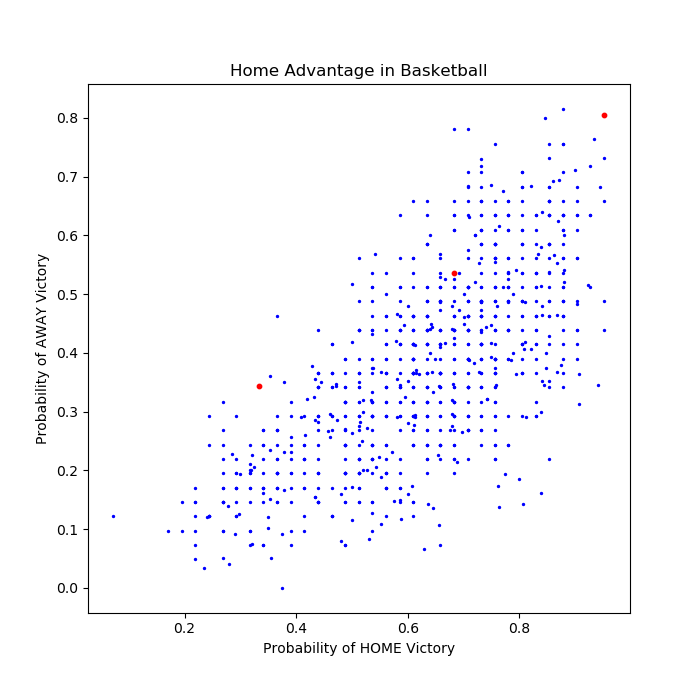 Home Advantage in Basketball
Probability of AWAY Victory
0.8
0.7
0.6
0.5
0.4
0.3
0.2
0.1
0.0
0.2 0.4 0.6 0.8
Probability of HOME Victory